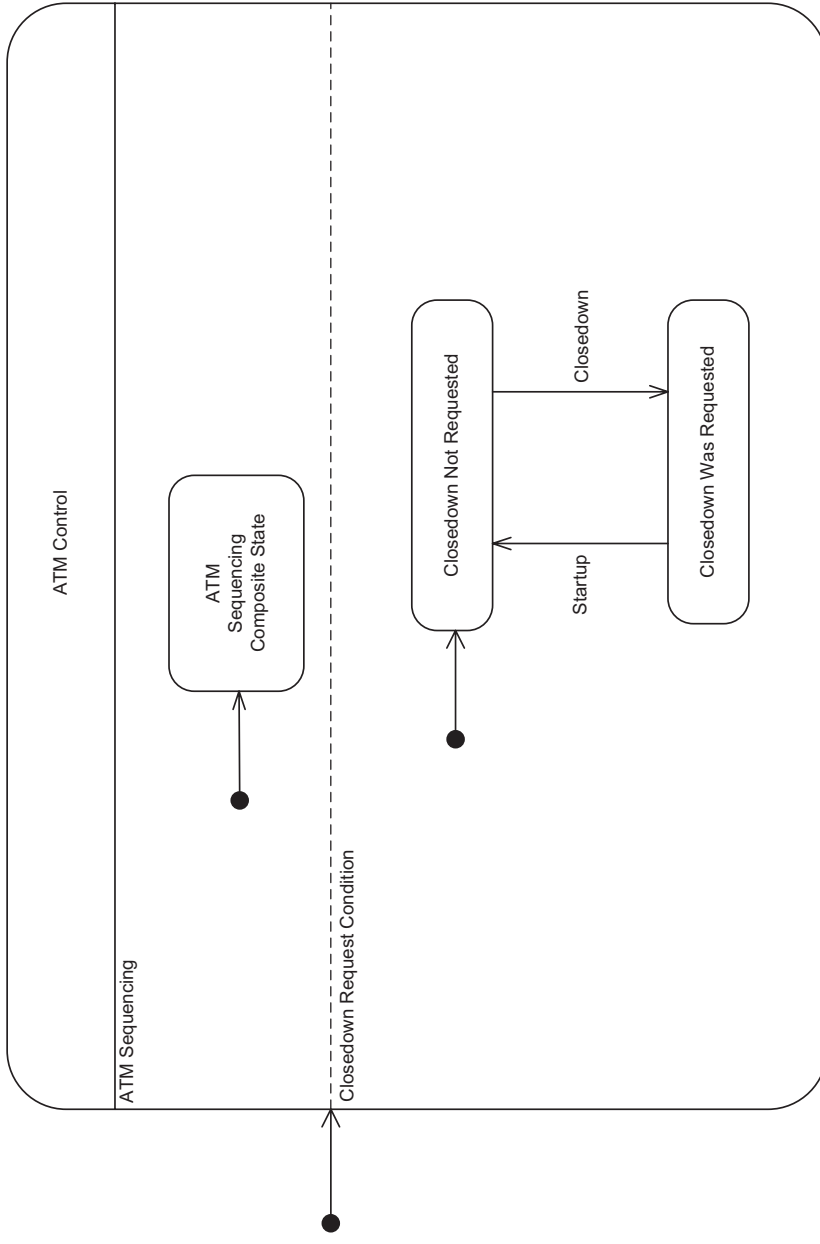 ATM Control
ATM Sequencing
ATM
Sequencing
Composite State
Closedown Request Condition
Closedown Not Requested
Startup
Closedown
Closedown Was Requested